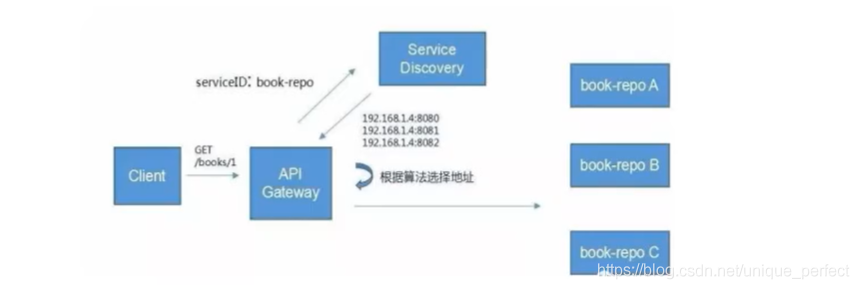 Service
Discovery
serviceID: book-repo
book-repo A
192.168.1.4:8080
192.168.1.4:8081
192.168.1.4:8082
GET
/books/1
Client
API
Gateway
根据算法选择地址
book-repo B
book-repo C
https://blog.csdn.net/unique_perfect